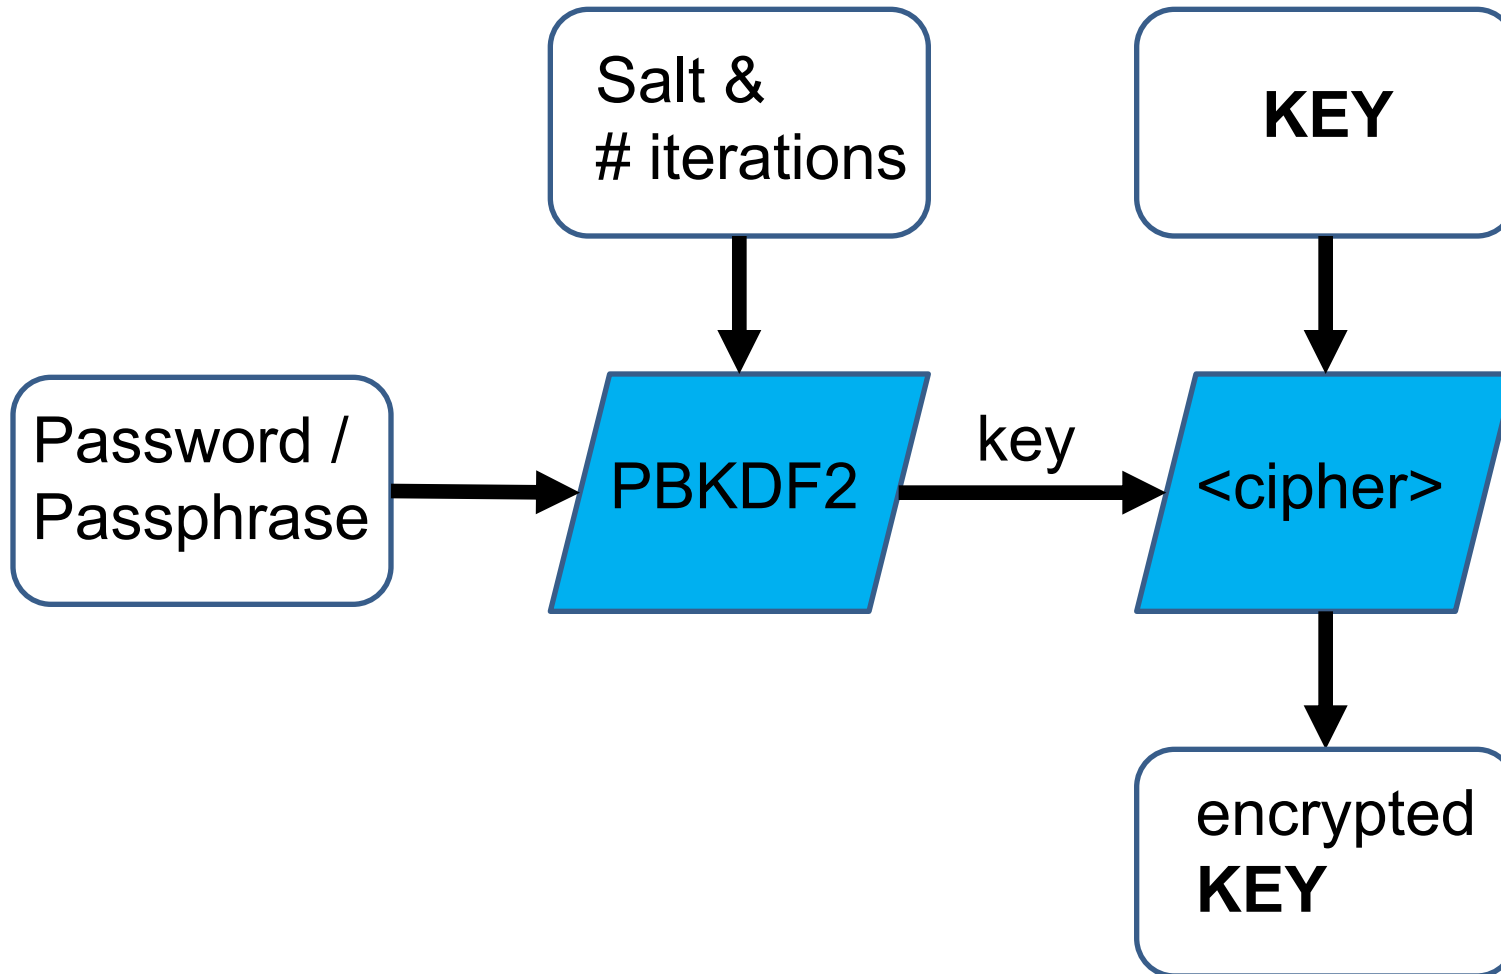 Salt &
# iterations
KEY
Password /
Passphrase
PBKDF2
key
<cipher>
encrypted
KEY